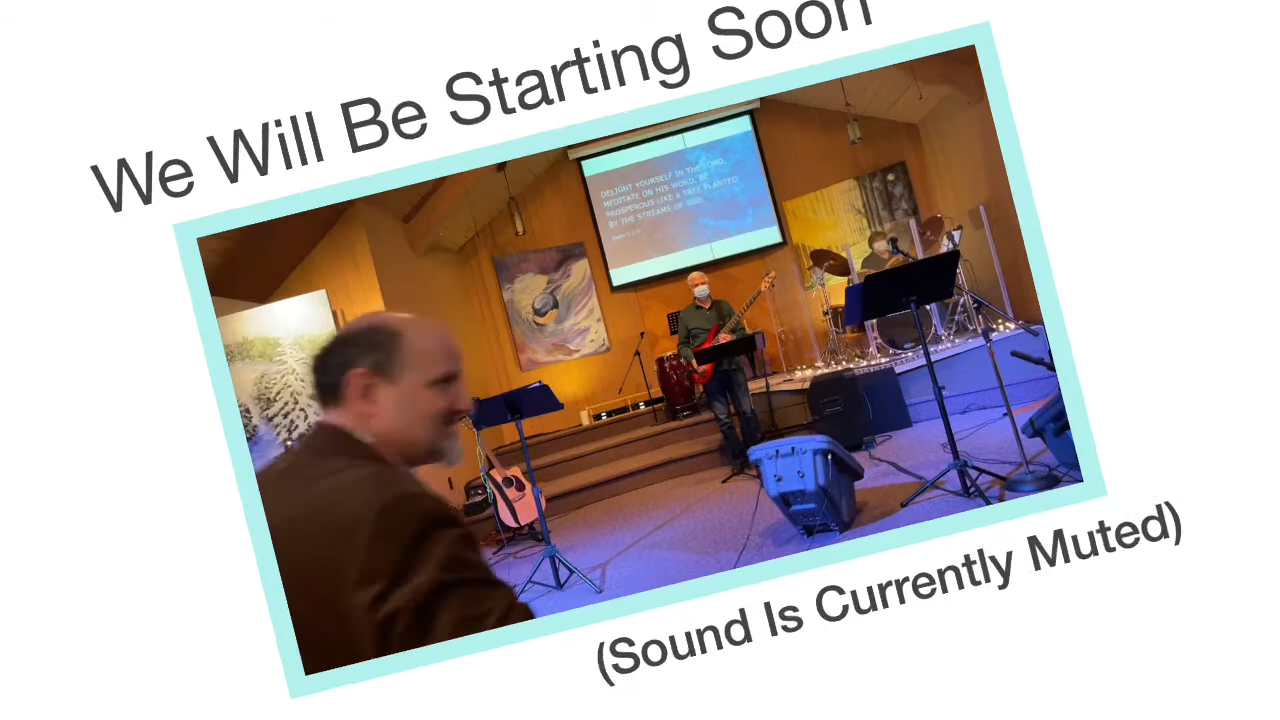 We Will Be Starting Soon
DELIGHT YOURSELF IN THE LORD,
MEDITATE ON HIS WORD, BE
PROSPEROUS LIKE A TREE PLANTED
BY THE STREAMS OF GOD.
(Sound Is Currently Muted)